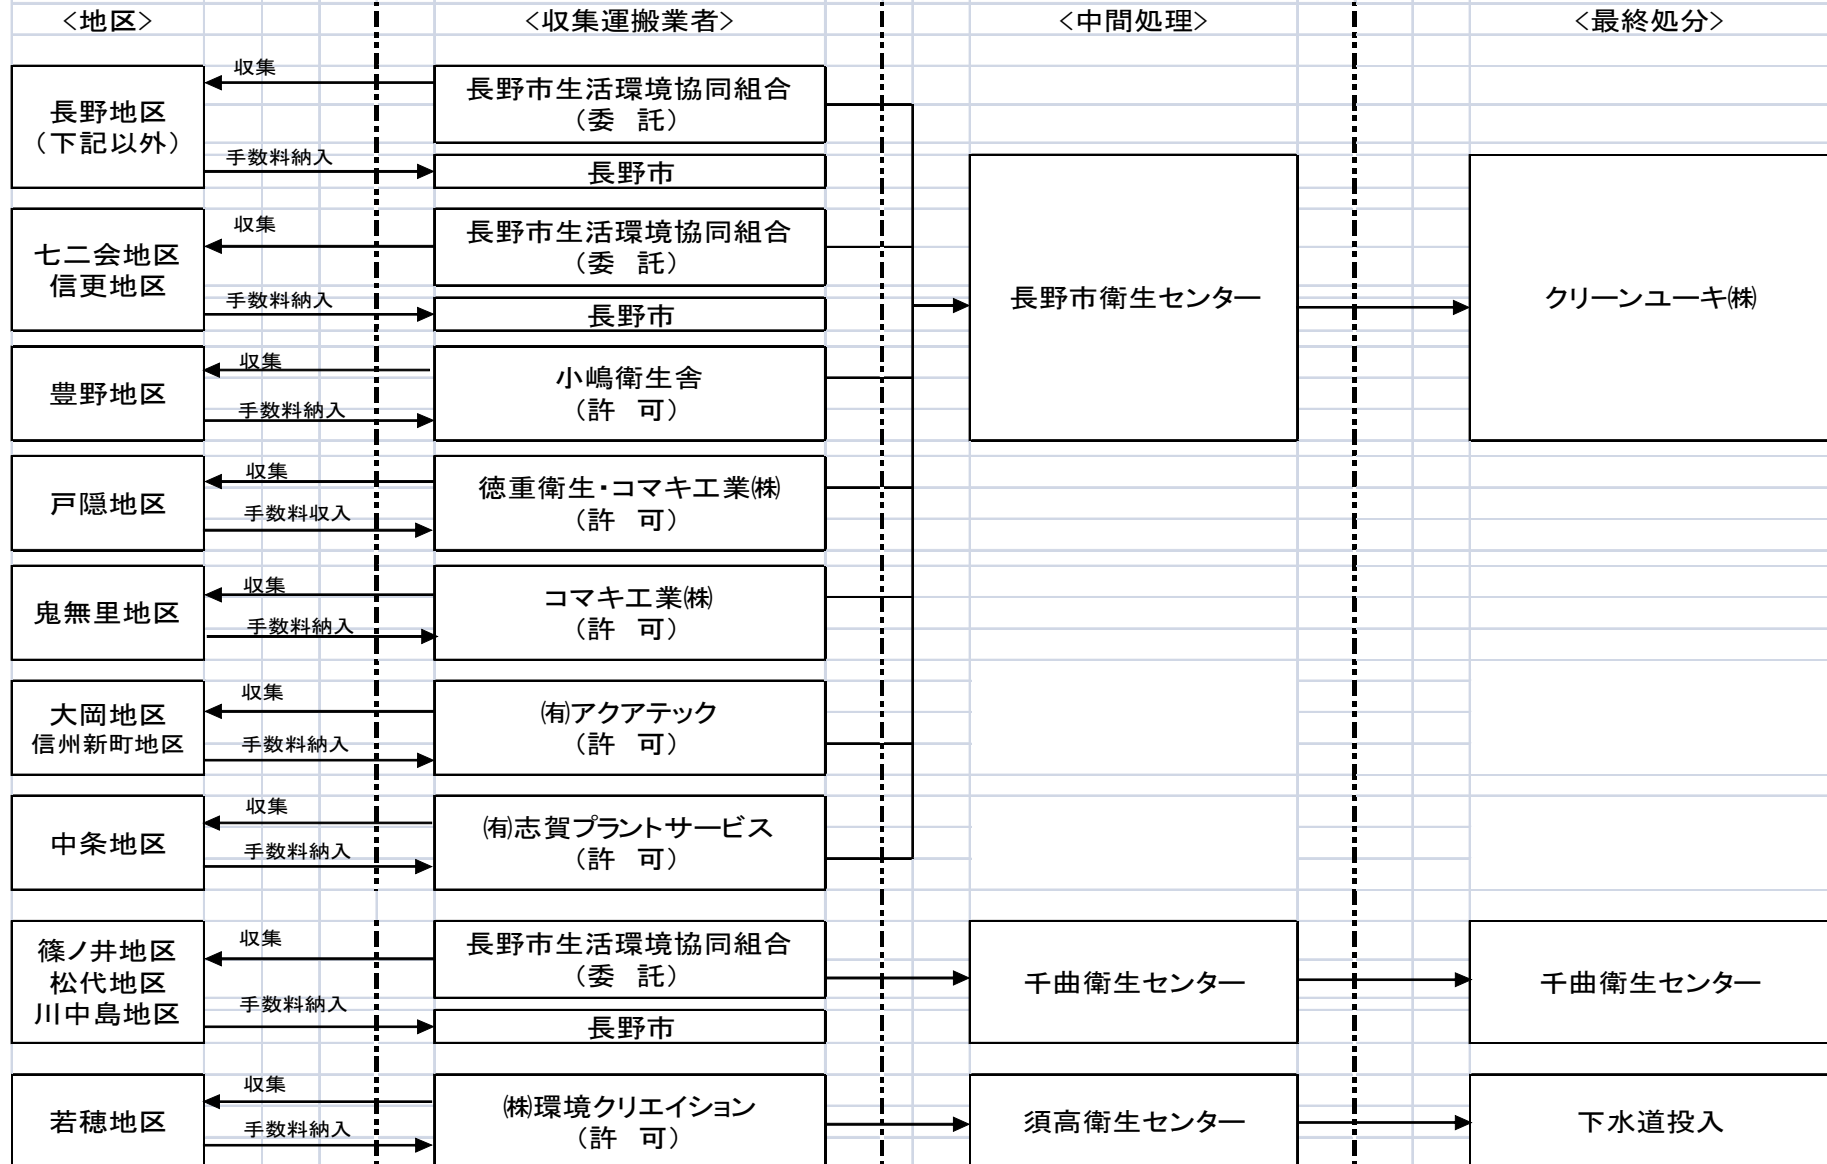 <地区>
<収集運搬業者>
<中間処理>
<最終処分>
長野地区
（下記以外）
収集
手数料納入
長野市生活環境協同組合
（委　託）
長野市
七二会地区
信更地区
収集
手数料納入
長野市生活環境協同組合
（委　託）
長野市
豊野地区
収集
手数料納入
小嶋衛生舎
（許　可）
戸隠地区
収集
手数料収入
徳重衛生・コマキ工業㈱
（許　可）
鬼無里地区
収集
手数料納入
コマキ工業㈱
（許　可）
大岡地区
信州新町地区
収集
手数料納入
㈲アクアテック
（許　可）
中条地区
収集
手数料納入
㈲志賀プラントサービス
（許　可）
長野市衛生センター
クリーンユーキ㈱
篠ノ井地区
松代地区
川中島地区
収集
手数料納入
長野市生活環境協同組合
（委　託）
長野市
千曲衛生センター
千曲衛生センター
若穂地区
収集
手数料納入
㈱環境クリエイション
（許　可）
須高衛生センター
下水道投入